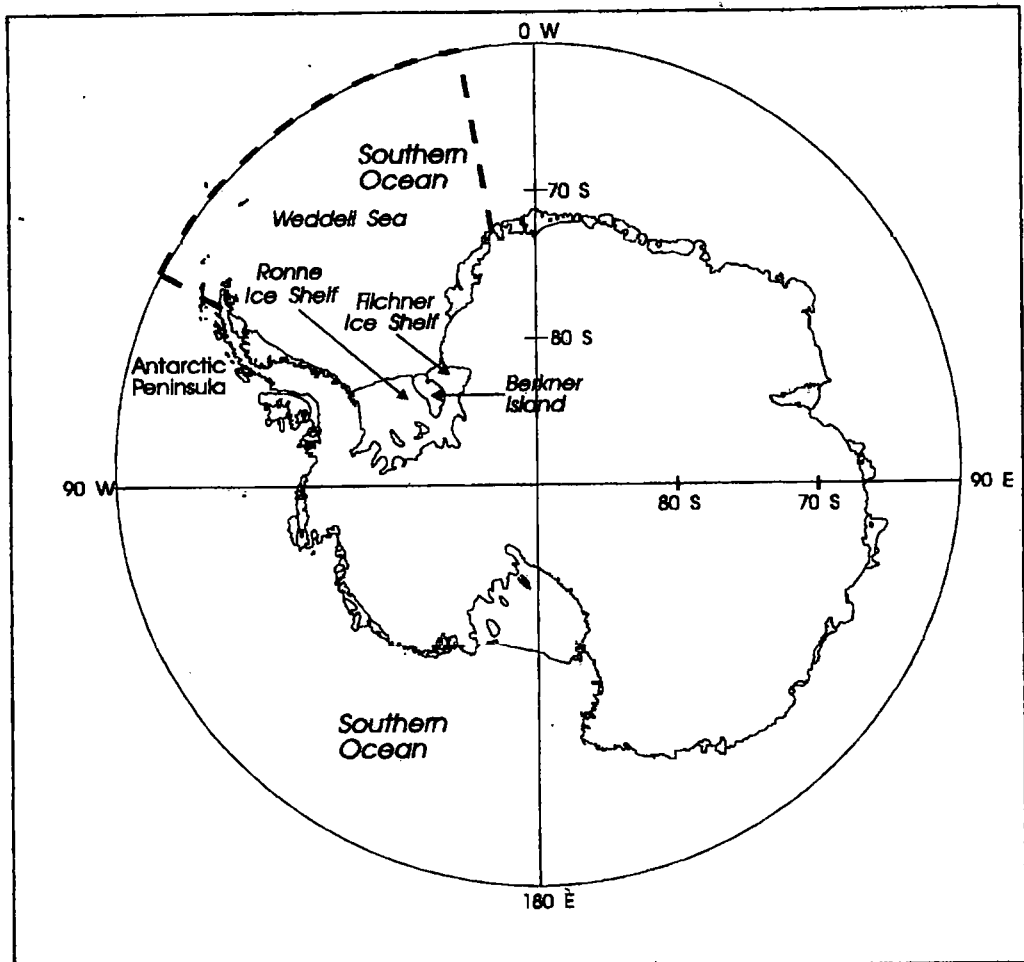 0 W
Southern
Ocean
70 S
Weddell Sea
Ronne
Ice Shelf
Filchner
Ice Shelf
80 S
Antarctic
Peninsula
Berkner
Island
90 W
80 S
70 S
90 E
Southern
Ocean
180 E